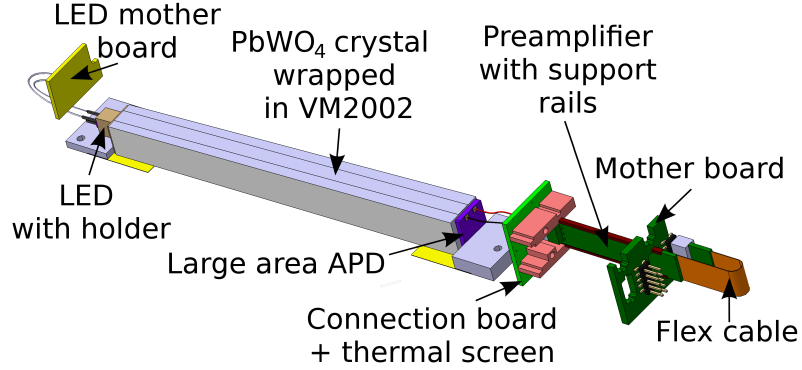 LED mother
board
PbWO4 crystal
wrapped
in VM2002
Preamplifier
with support
rails
Mother board
LED
with holder
Large area APD
Connection board
+ thermal screen
Flex cable